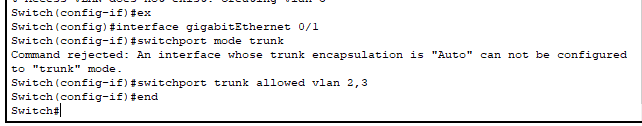 Switch(config-if)#ex
Switch(config)#interface gigabitEthernet 0/1
Switch(config-if)#switchport mode trunk
Command rejected: An interface whose trunk encapsulation is "Auto" can not be configured
to "trunk" mode.
Switch(config-if)#switchport trunk allowed vlan 2,3
Switch(config-if)#end
Switch#